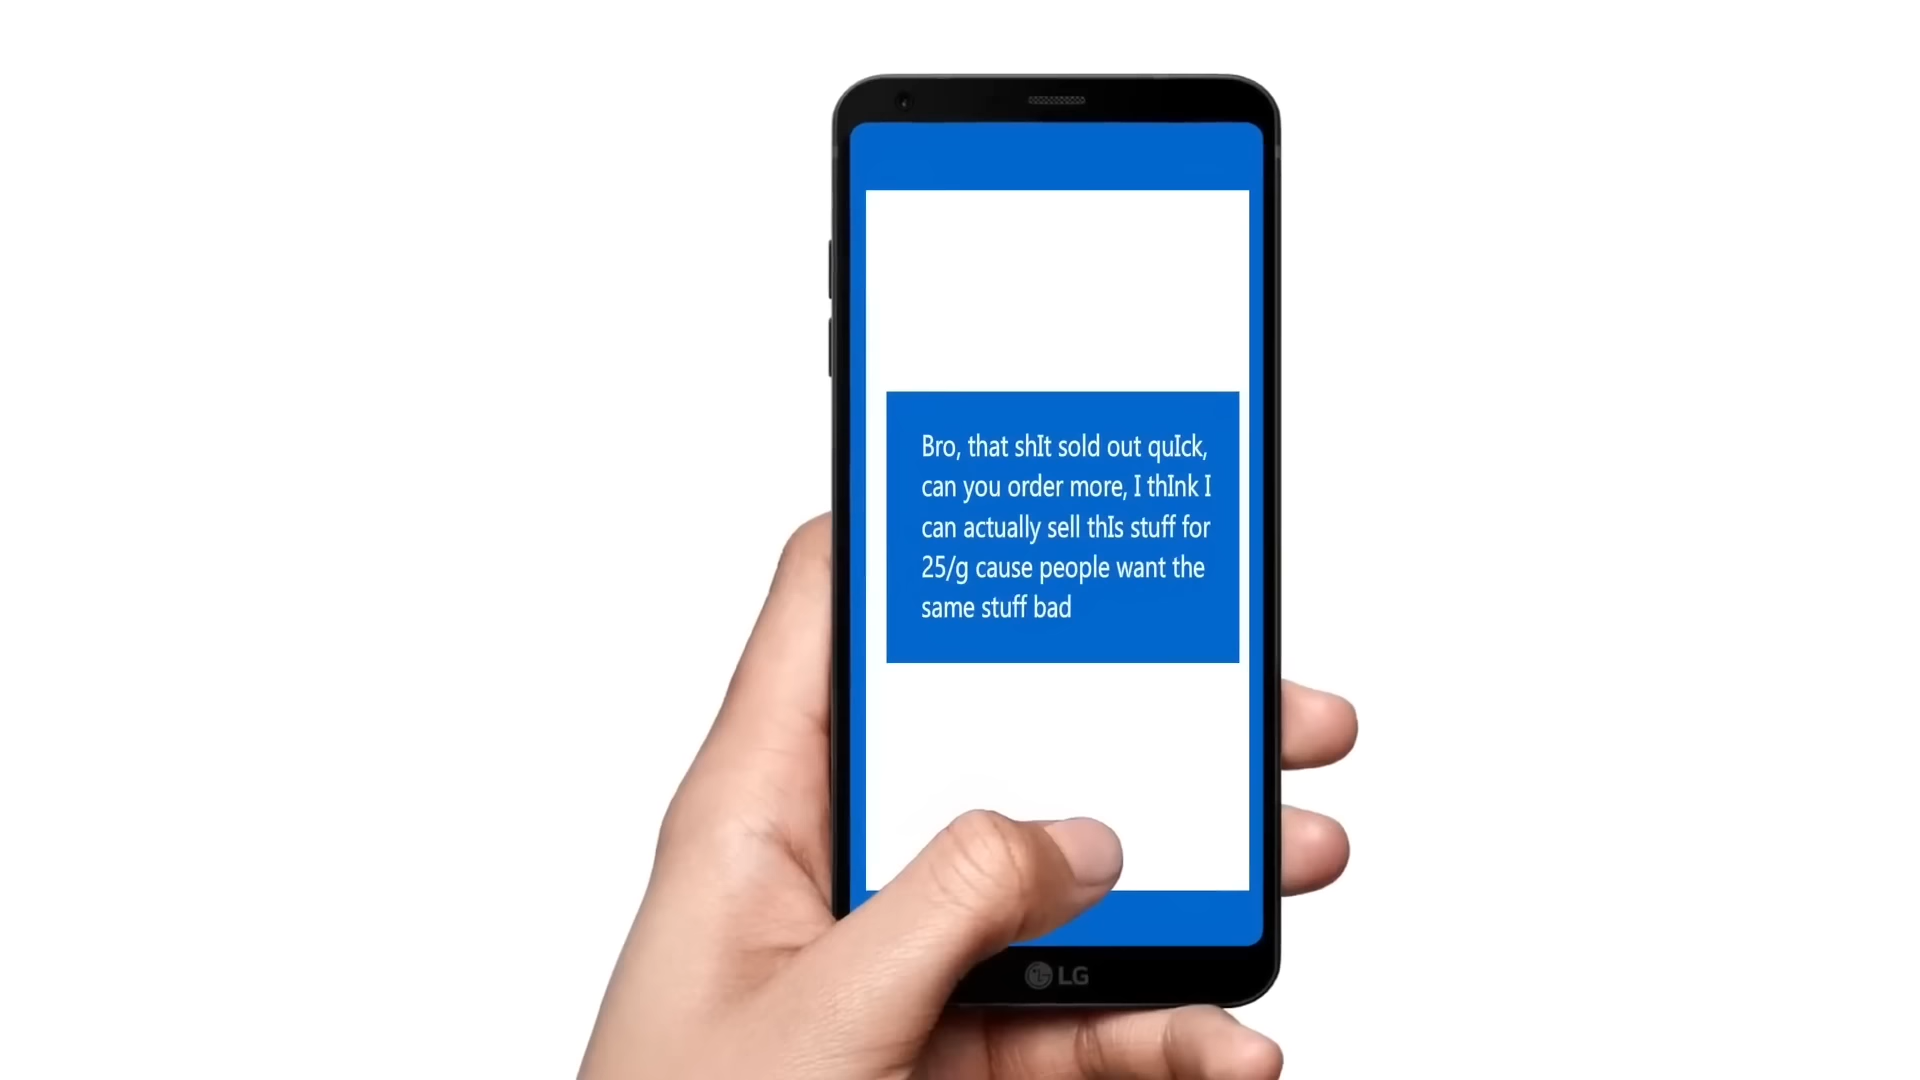 Bro, that shIt sold out quIck,
can you order more, I thInk I
can actually sell thIs stuff for
25/g cause people want the
same stuff bad
LG